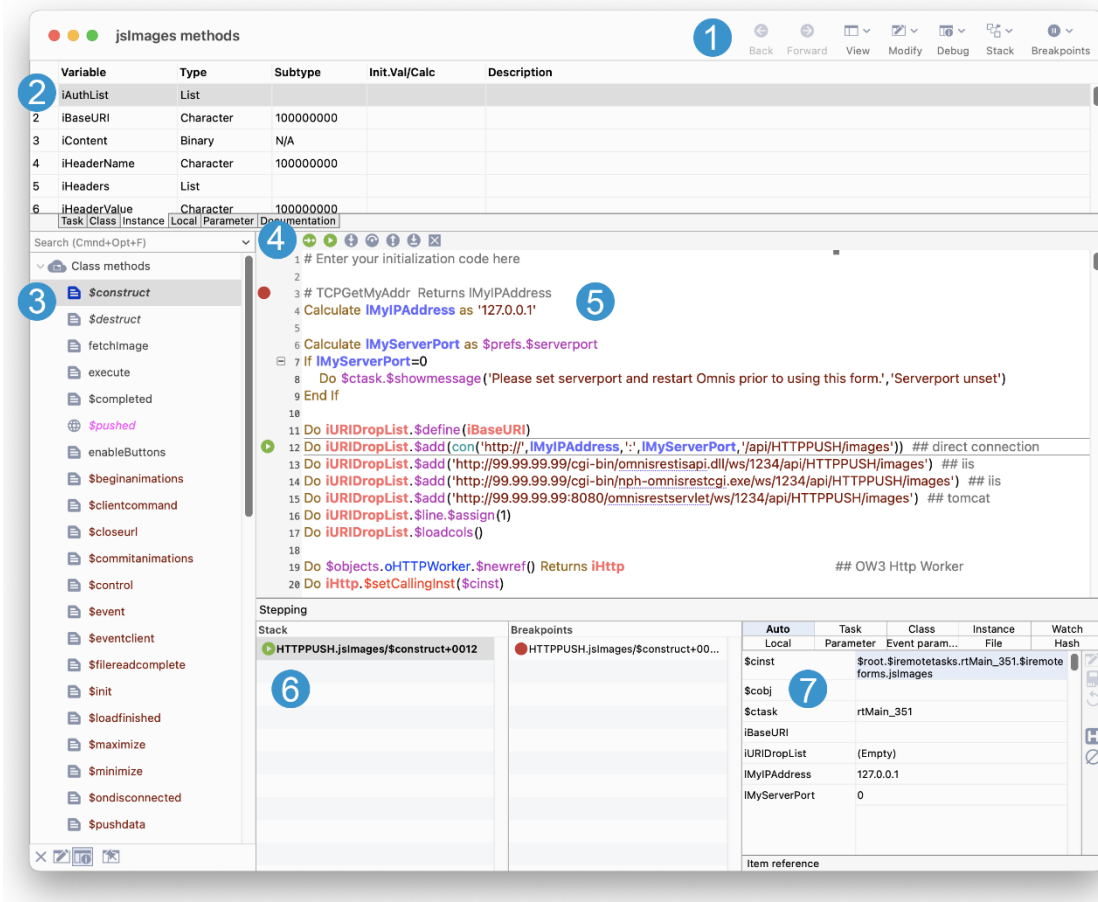 jsImages methods
1
Back Forward View Modify Debug Stack Breakpoints
Variable Type Subtype Init.Val/Calc Description
2
iAuthList List
2 iBaseURI Character 100000000
3 iContent Binary N/A
4 iHeaderName Character 100000000
5 iHeaders List
6 iHeaderValue Character 100000000
Task Class Instance Local Parameter Documentation
Search (Cmnd+Opt+F)
4
Class methods
3
$construct
$destruct
fetchImage
execute
$completed
$pushed
enableButtons
$beginanimations
$clientcommand
$closeurl
$commitanimations
$control
$event
$eventclient
$filereadcomplete
$init
$loadfinished
$maximize
$minimize
$ondisconnected
$pushdata
5
1 # Enter your initialization code here
2
3 # TCPGetMyAddr Returns lMyIPAddress
4 Calculate lMyIPAddress as '127.0.0.1'
5
6 Calculate lMyServerPort as $prefs.$serverport
7 If lMyServerPort=0
8 Do $ctask.$showmessage('Please set serverport and restart Omnis prior to using this form.','Serverport unset')
9 End If
10
11 Do iURIDropList.$define(iBaseURI)
12 Do iURIDropList.$add(con('http://',lMyIPAddress,':',lMyServerPort,'/api/HTTPPUSH/images')) ## direct connection
13 Do iURIDropList.$add('http://99.99.99.99/cgi-bin/omnisrestisapi.dll/ws/1234/api/HTTPPUSH/images') ## iis
14 Do iURIDropList.$add('http://99.99.99.99/cgi-bin/nph-omnisrestcgi.exe/ws/1234/api/HTTPPUSH/images') ## iis
15 Do iURIDropList.$add('http://99.99.99.99:8080/omnisrestservlet/ws/1234/api/HTTPPUSH/images') ## tomcat
16 Do iURIDropList.$line.$assign(1)
17 Do iURIDropList.$loadcols()
18
19 Do $objects.oHTTPWorker.$newref() Returns iHttp ## OW3 Http Worker
20 Do iHttp.$setCallingInst($cinst)
Stepping
Stack
HTTPPUSH.jsImages/$construct+0012
6
Breakpoints
HTTPPUSH.jsImages/$construct+00...
Auto Task Class Instance Watch
Local Parameter Event param... File Hash
7
$cinst $root.$iremotetasks.rtMain_351.$iremote
forms.jsImages
$cobj
$ctask rtMain_351
iBaseURI
iURIDropList (Empty)
lMyIPAddress 127.0.0.1
lMyServerPort 0
Item reference